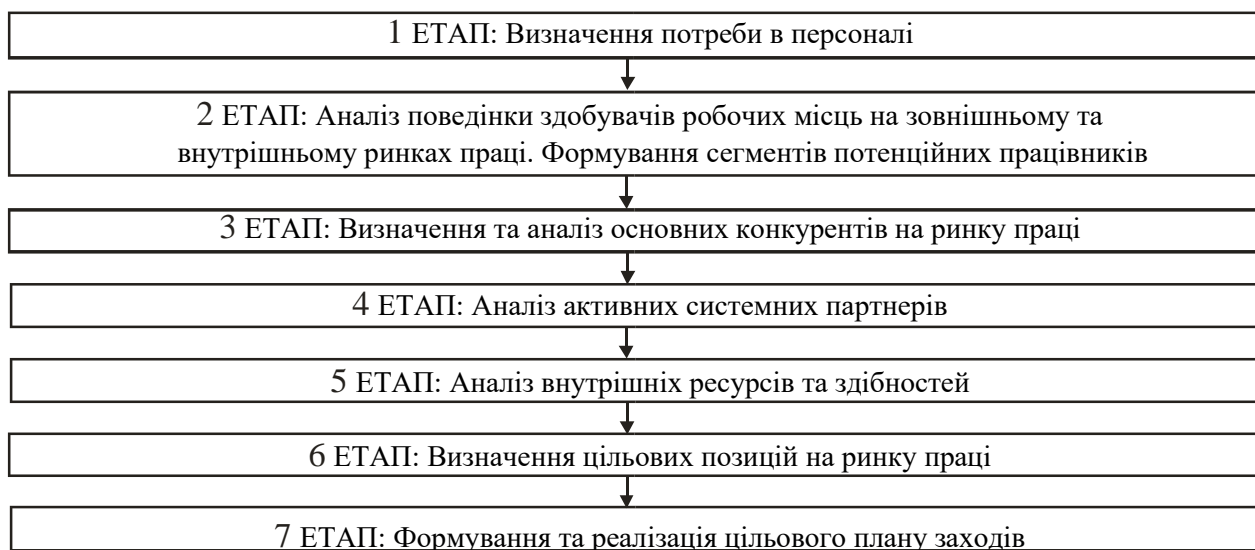 1 ЕТАП: Визначення потреби в персоналі
2 ЕТАП: Аналіз поведінки здобувачів робочих місць на зовнішньому та
внутрішньому ринках праці. Формування сегментів потенційних працівників
3 ЕТАП: Визначення та аналіз основних конкурентів на ринку праці
4 ЕТАП: Аналіз активних системних партнерів
5 ЕТАП: Аналіз внутрішніх ресурсів та здібностей
6 ЕТАП: Визначення цільових позицій на ринку праці
7 ЕТАП: Формування та реалізація цільового плану заходів